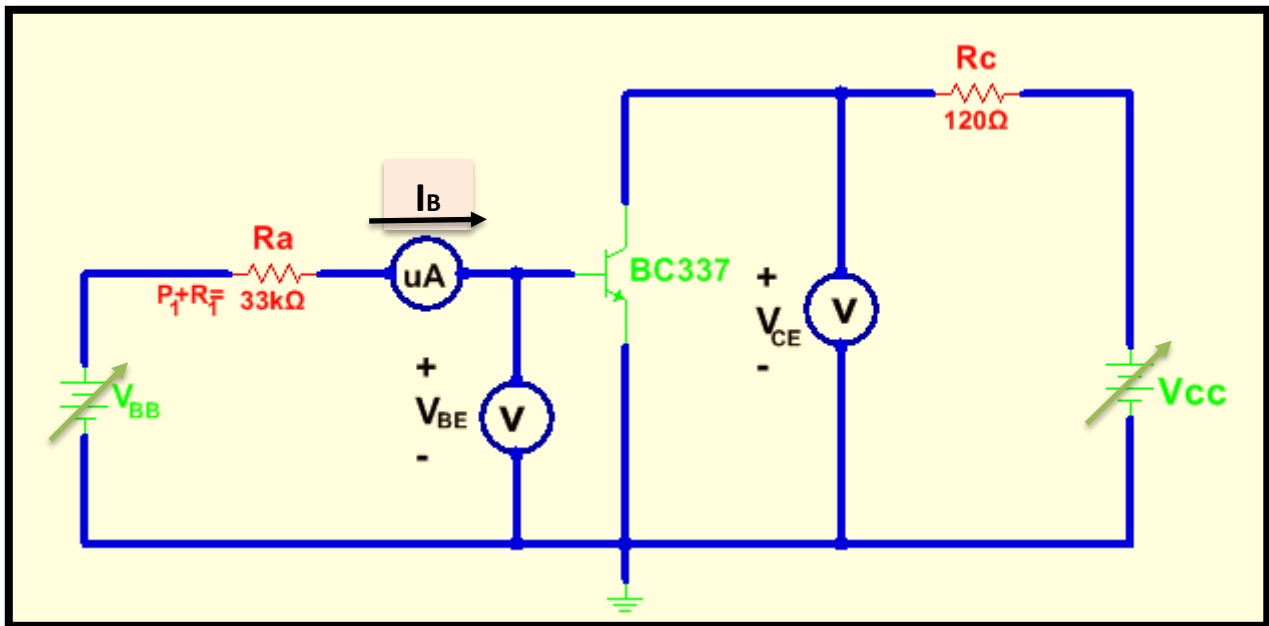 Rc
120Ω
IB
Ra
uA
P1+R1= 33kΩ
BC337
+
VCE
-
V
VBB
+
VBE
-
V
Vcc